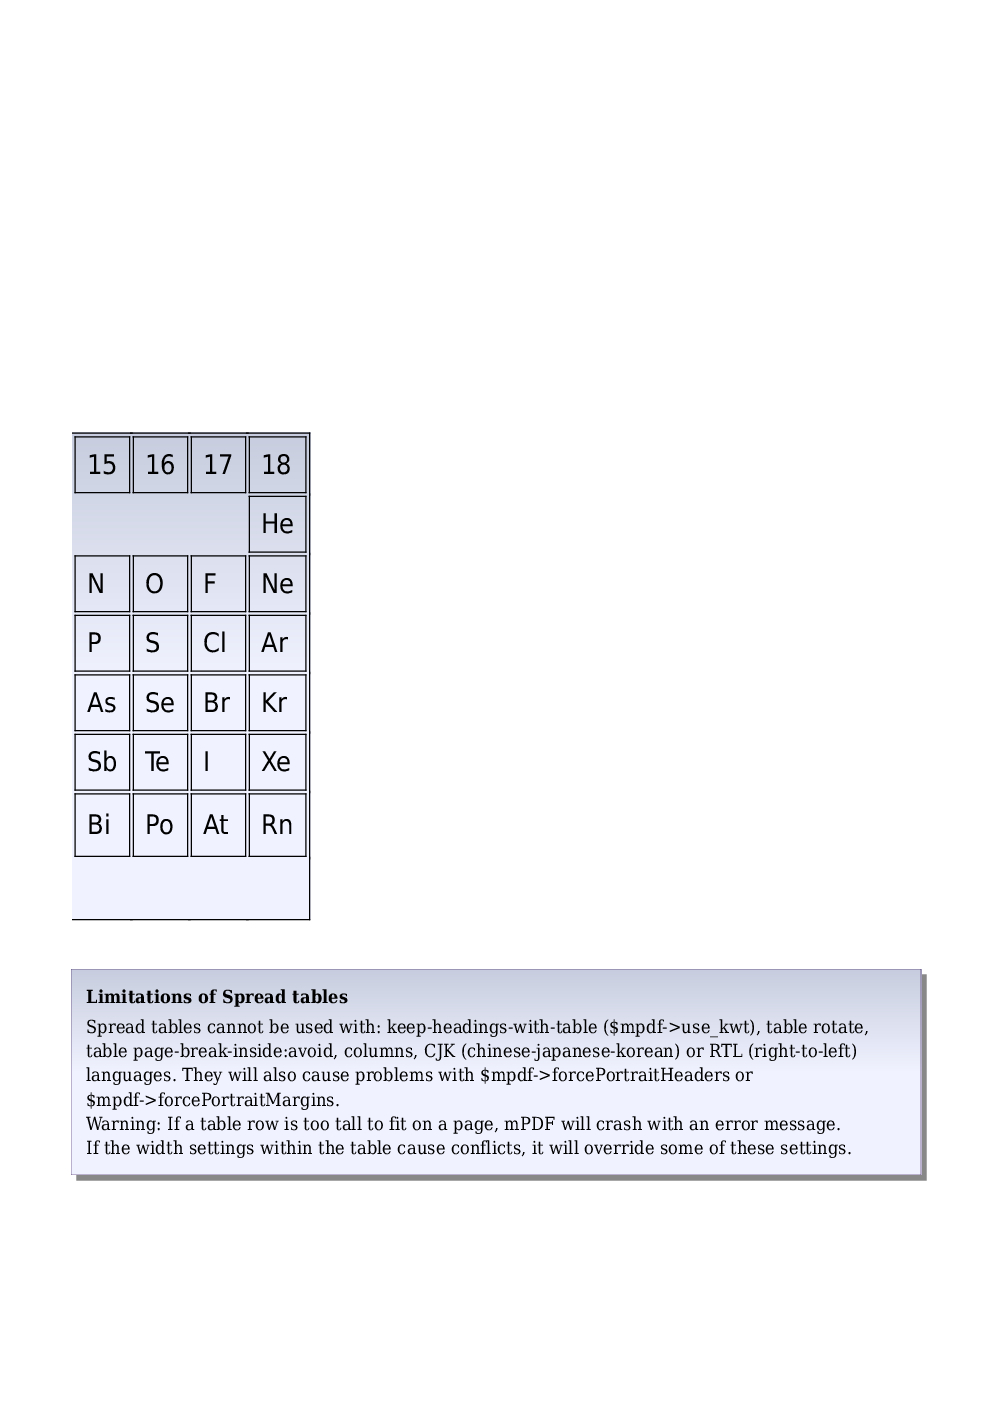 15 16 17 18
He
N O F Ne
P S Cl Ar
As Se Br Kr
Sb Te I Xe
Bi Po At Rn
Limitations of Spread tables
Spread tables cannot be used with: keep-headings-with-table ($mpdf->use_kwt), table rotate,
table page-break-inside:avoid, columns, CJK (chinese-japanese-korean) or RTL (right-to-left)
languages. They will also cause problems with $mpdf->forcePortraitHeaders or
$mpdf->forcePortraitMargins.
Warning: If a table row is too tall to fit on a page, mPDF will crash with an error message.
If the width settings within the table cause conflicts, it will override some of these settings.